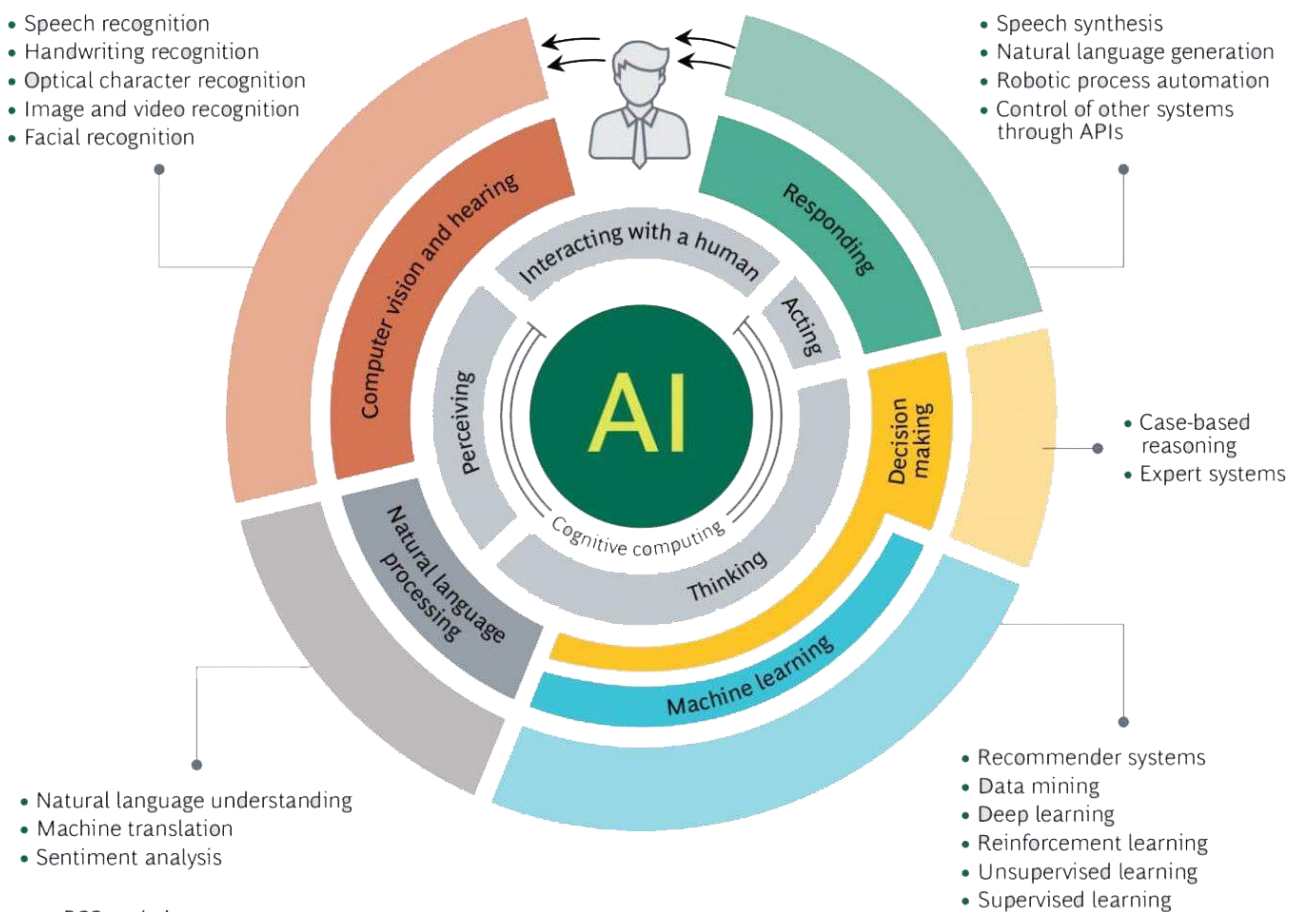 • Speech recognition
• Handwriting recognition
• Optical character recognition
• Image and video recognition
• Facial recognition
• Speech synthesis
• Natural language generation
• Robotic process automation
• Control of other systems
through APIs
Computer vision and hearing
Responding
Interacting with a human
Acting
Perceiving
AI
Decision
making
• Case-based
reasoning
• Expert systems
Cognitive computing
Thinking
Natural language
processing
Machine learning
• Natural language understanding
• Machine translation
• Sentiment analysis
• Recommender systems
• Data mining
• Deep learning
• Reinforcement learning
• Unsupervised learning
• Supervised learning